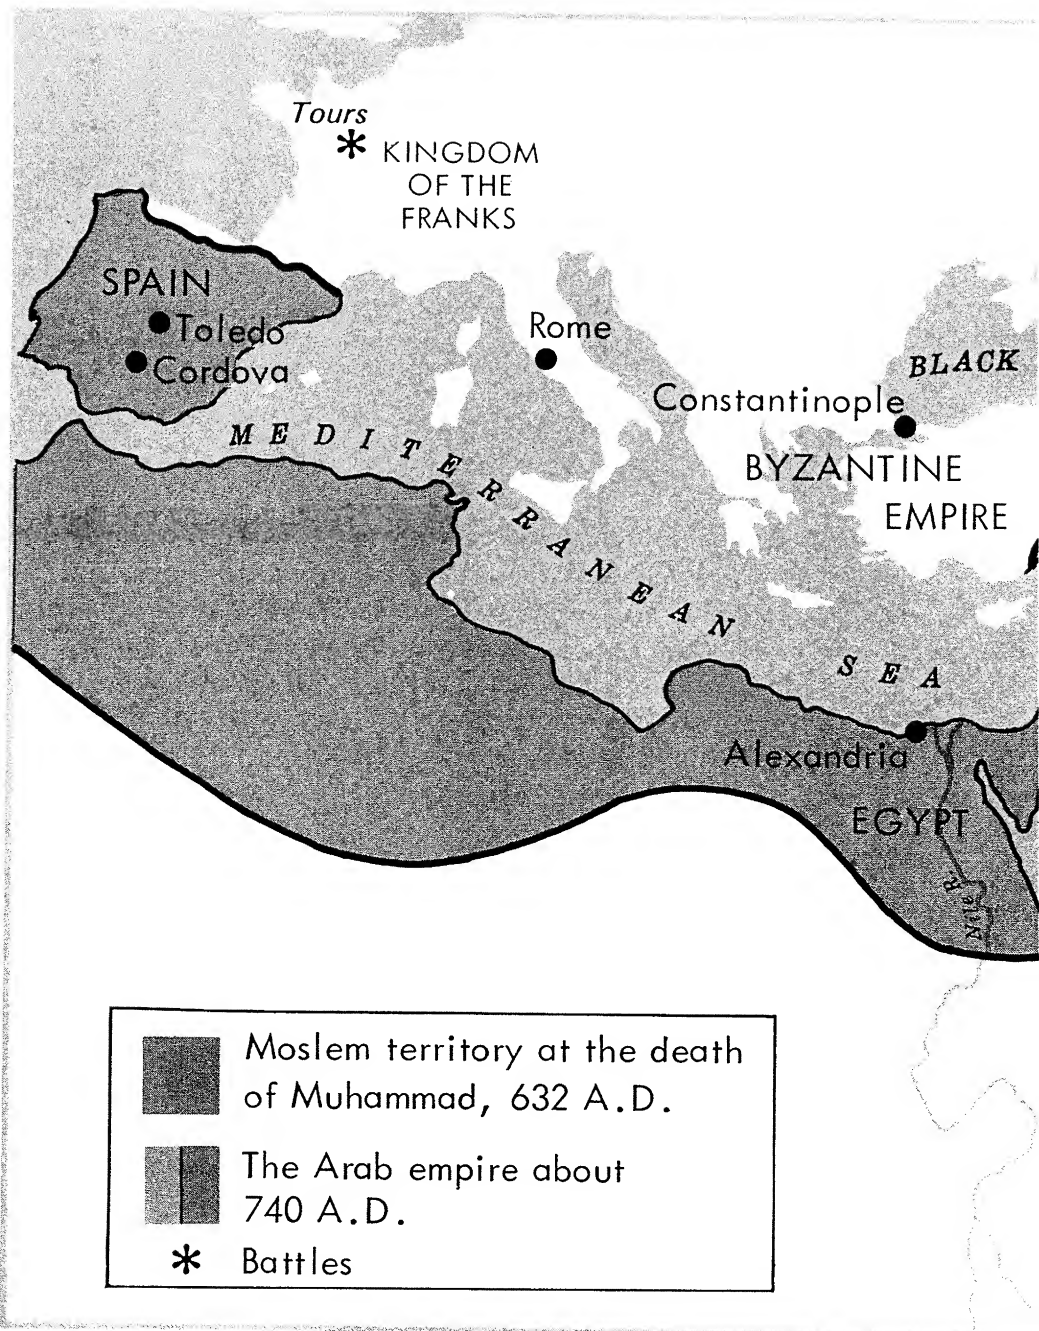 Tours
KINGDOM
OF THE
FRANKS
SPAIN
Toledo
Cordova
Rome
BLACK
Constantinople
BYZANTINE
EMPIRE
MEDITERRANEAN
SEA
Alexandria
EGYPT
Nile R.
Moslem territory at the death
of Muhammad, 632 A.D.
The Arab empire about
740 A.D.
Battles